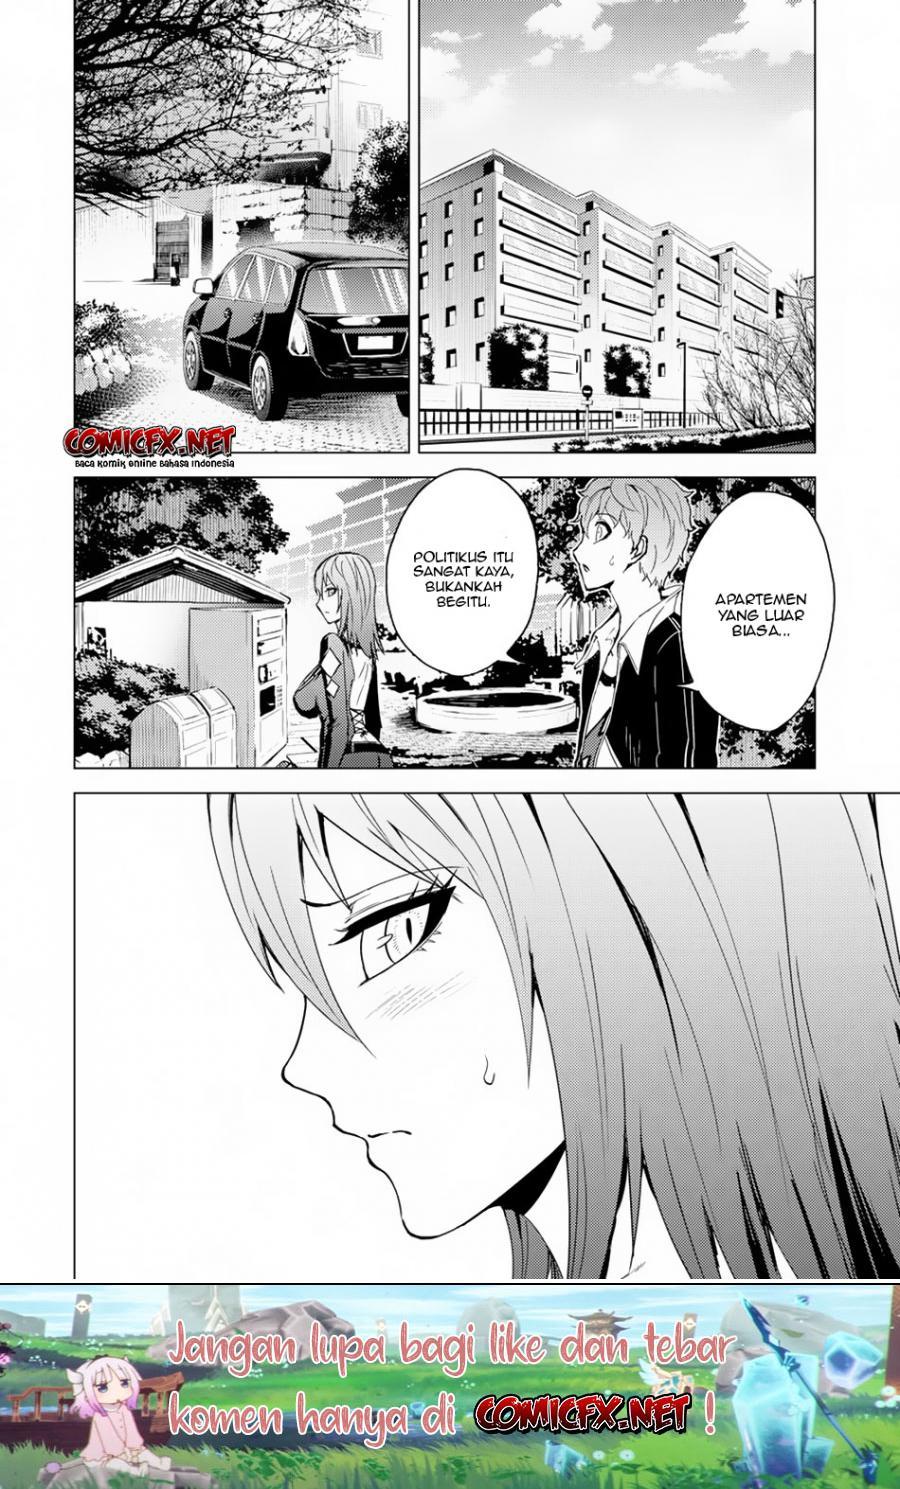 COMICFX.NET
Baca Komik Online Bahasa Indonesia
APARTEMEN
YANG LUAR
BIASA...
POLITIKUS ITU
SANGAT KAYA,
BUKANKAH
BEGITU.
Jangan lupa bagi like dan tebar
komen hanya di COMICFX.NET !